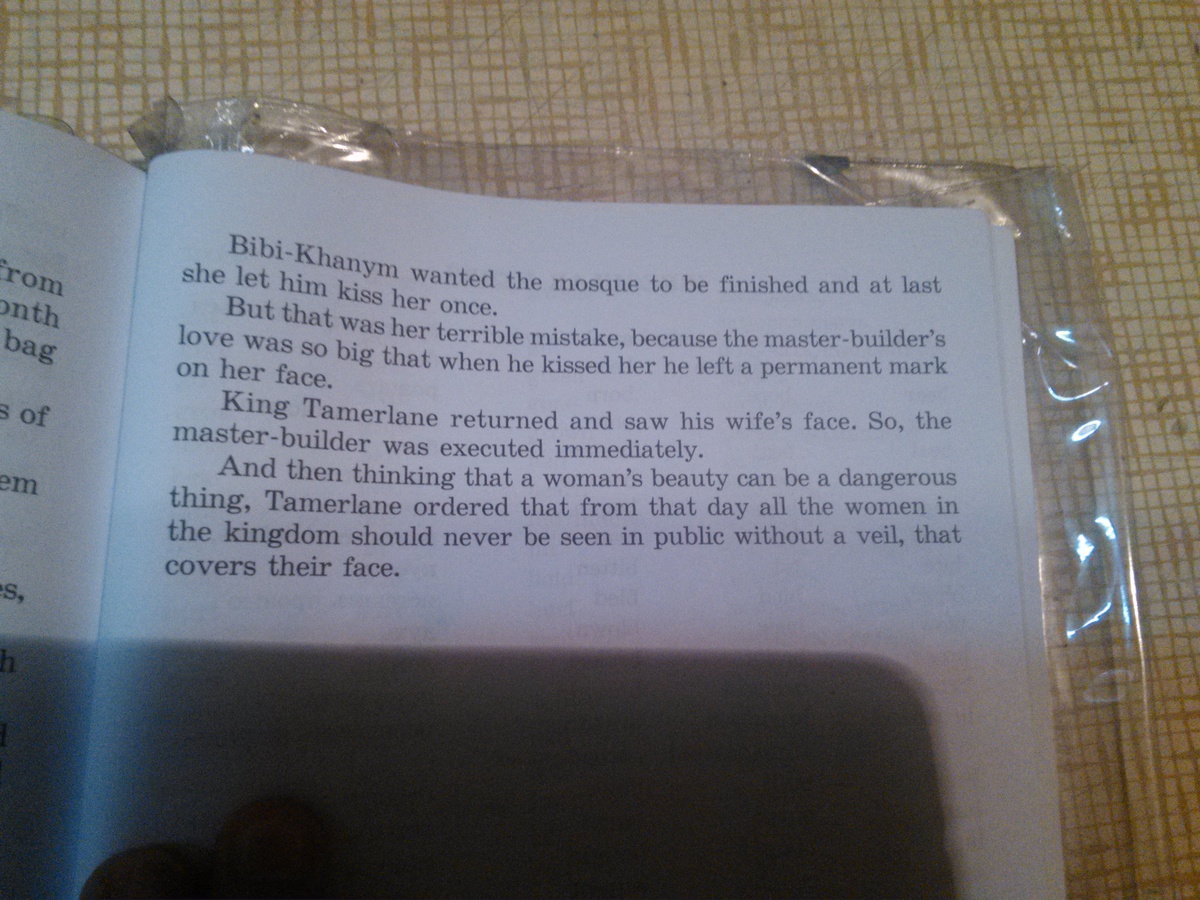 from
onth
bag
s of
em
es,
h
Bibi-Khanym wanted the mosque to be finished and at last
she let him kiss her once.
But that was her terrible mistake, because the master-builder's
love was so big that when he kissed her he left a permanent mark
on her face.
King Tamerlane returned and saw his wife's face. So, the
master-builder was executed immediately.
And then thinking that a woman's beauty can be a dangerous
thing, Tamerlane ordered that from that day all the women in
the kingdom should never be seen in public without a veil, that
covers their face.